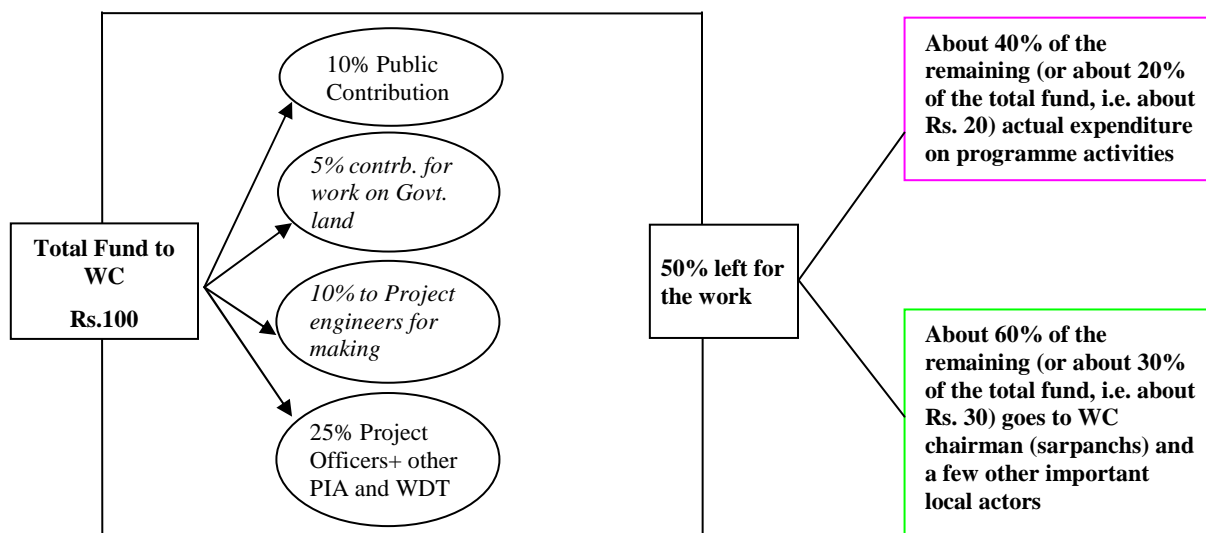 Total Fund to
WC
Rs.100
10% Public
Contribution
5% contrb. for
work on Govt.
land
10% to Project
engineers for
making
25% Project
Officers+ other
PIA and WDT
50% left for
the work
About 40% of the
remaining (or about 20%
of the total fund, i.e. about
Rs. 20) actual expenditure
on programme activities
About 60% of the
remaining (or about 30%
of the total fund, i.e. about
Rs. 30) goes to WC
chairman (sarpanchs) and
a few other important
local actors